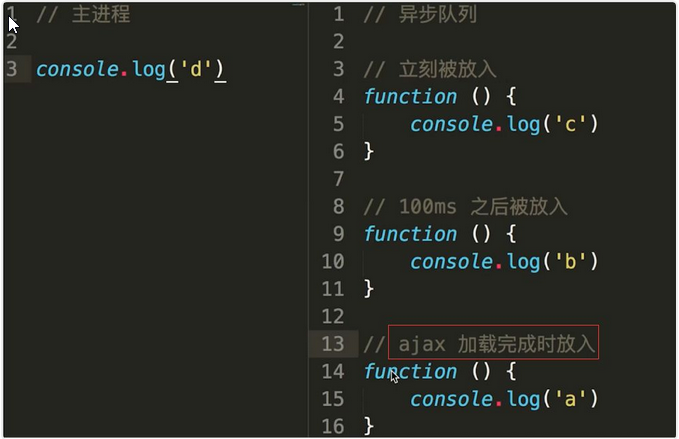 1 // 主进程
2
3 console.log('d')
1 // 异步队列
2
3 // 立刻被放入
4 function () {
5     console.log('c')
6 }
7
8 // 100ms 之后被放入
9 function () {
10     console.log('b')
11 }
12
13 // ajax 加载完成时放入
14 function () {
15     console.log('a')
16 }